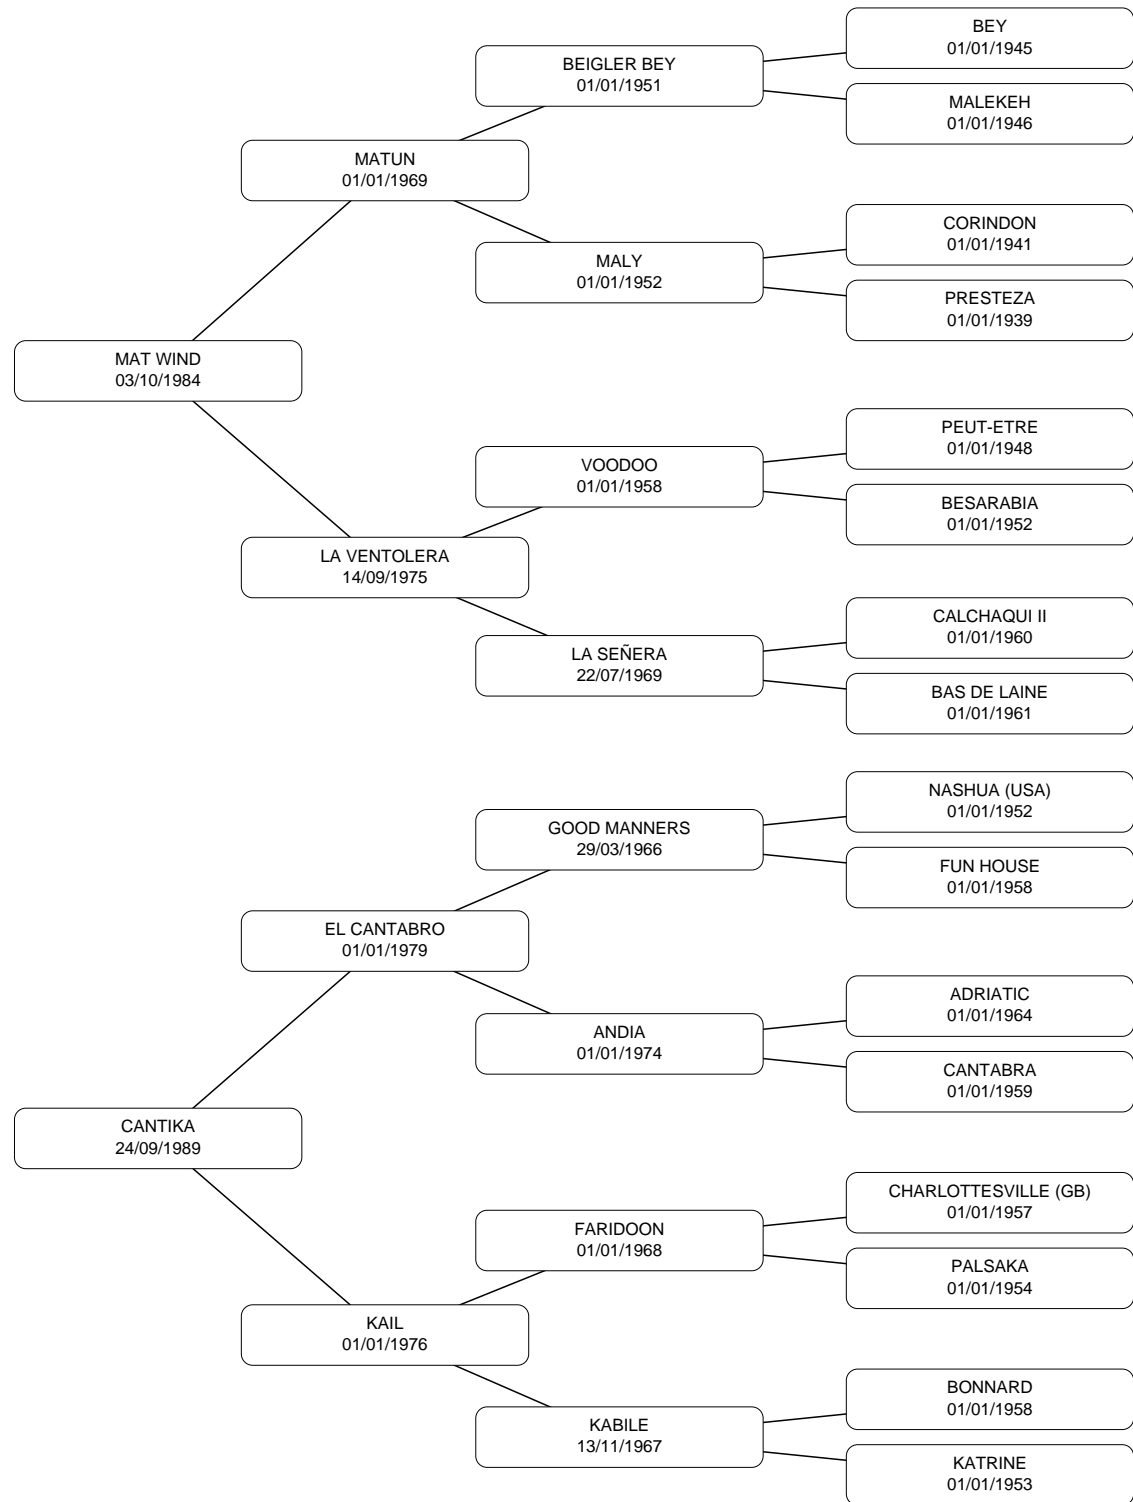 BEY
01/01/1945
BEIGLER BEY
01/01/1951
MALEKEH
01/01/1946
MATUN
01/01/1969
CORINDON
01/01/1941
MALY
01/01/1952
PRESTEZA
01/01/1939
MAT WIND
03/10/1984
PEUT-ETRE
01/01/1948
VOODOO
01/01/1958
BESARABIA
01/01/1952
LA VENTOLERA
14/09/1975
CALCHAQUI II
01/01/1960
LA SEÑERA
22/07/1969
BAS DE LAINE
01/01/1961
NASHUA (USA)
01/01/1952
GOOD MANNERS
29/03/1966
FUN HOUSE
01/01/1958
EL CANTABRO
01/01/1979
ADRIATIC
01/01/1964
ANDIA
01/01/1974
CANTABRA
01/01/1959
CANTIKA
24/09/1989
CHARLOTTESVILLE (GB)
01/01/1957
FARIDOON
01/01/1968
PALSAKA
01/01/1954
KAIL
01/01/1976
BONNARD
01/01/1958
KABILE
13/11/1967
KATRINE
01/01/1953